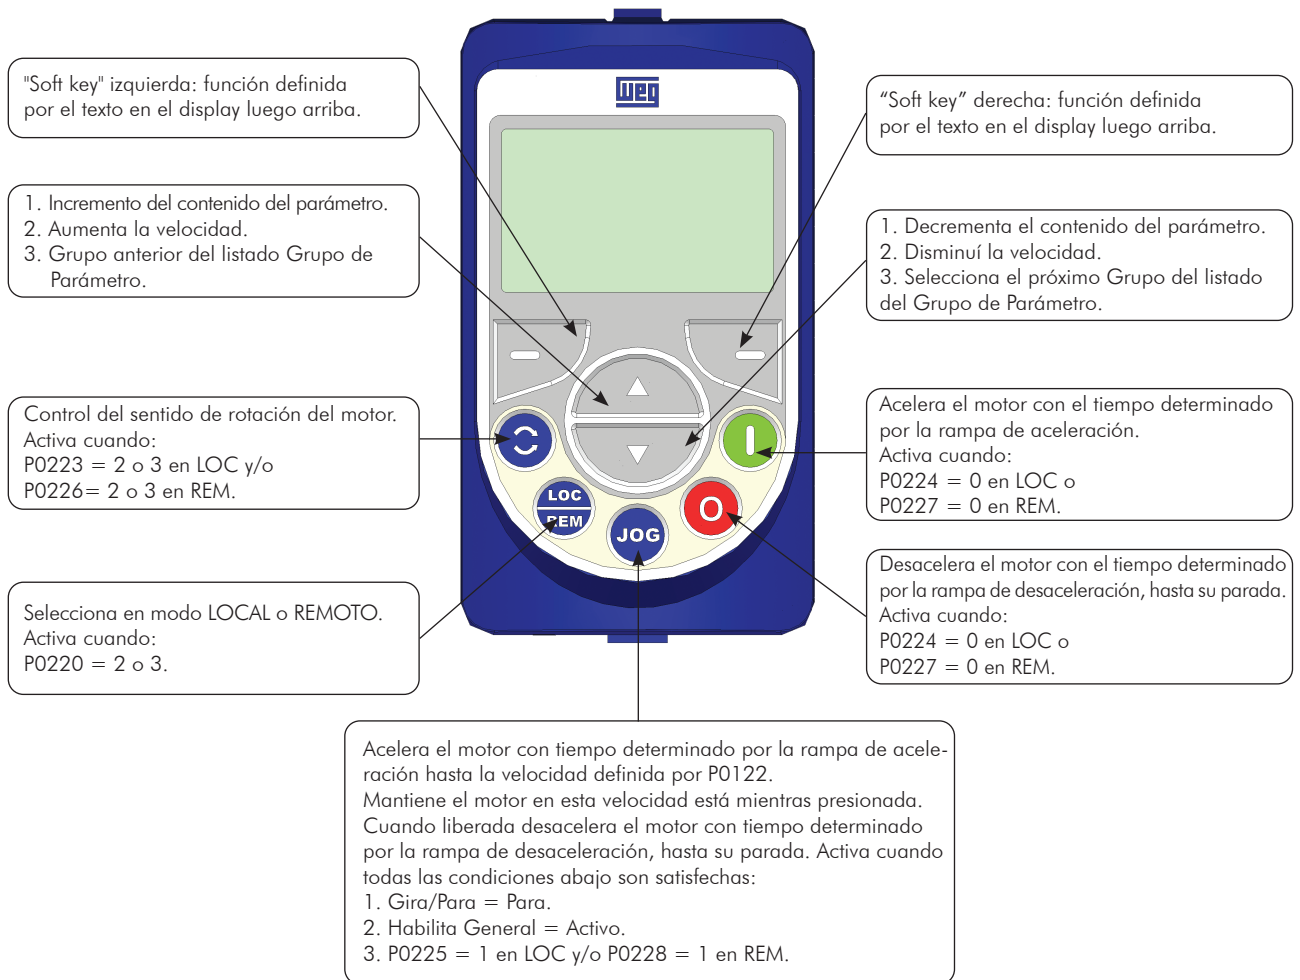 weg
"Soft key" izquierda: función definida
por el texto en el display luego arriba.
“Soft key” derecha: función definida
por el texto en el display luego arriba.
1. Incremento del contenido del parámetro.
2. Aumenta la velocidad.
3. Grupo anterior del listado Grupo de
Parámetro.
1. Decrementa el contenido del parámetro.
2. Disminuí la velocidad.
3. Selecciona el próximo Grupo del listado
del Grupo de Parámetro.
Control del sentido de rotación del motor.
Activa cuando:
P0223 = 2 o 3 en LOC y/o
P0226= 2 o 3 en REM.
Acelera el motor con el tiempo determinado
por la rampa de aceleración.
Activa cuando:
P0224 = 0 en LOC o
P0227 = 0 en REM.
LOC
REM
JOG
I
O
Selecciona en modo LOCAL o REMOTO.
Activa cuando:
P0220 = 2 o 3.
Desacelera el motor con el tiempo determinado
por la rampa de desaceleración, hasta su parada.
Activa cuando:
P0224 = 0 en LOC o
P0227 = 0 en REM.
Acelera el motor con tiempo determinado por la rampa de acele-
ración hasta la velocidad definida por P0122.
Mantiene el motor en esta velocidad está mientras presionada.
Cuando liberada desacelera el motor con tiempo determinado
por la rampa de desaceleración, hasta su parada. Activa cuando
todas las condiciones abajo son satisfechas:
1. Gira/Para = Para.
2. Habilita General = Activo.
3. P0225 = 1 en LOC y/o P0228 = 1 en REM.